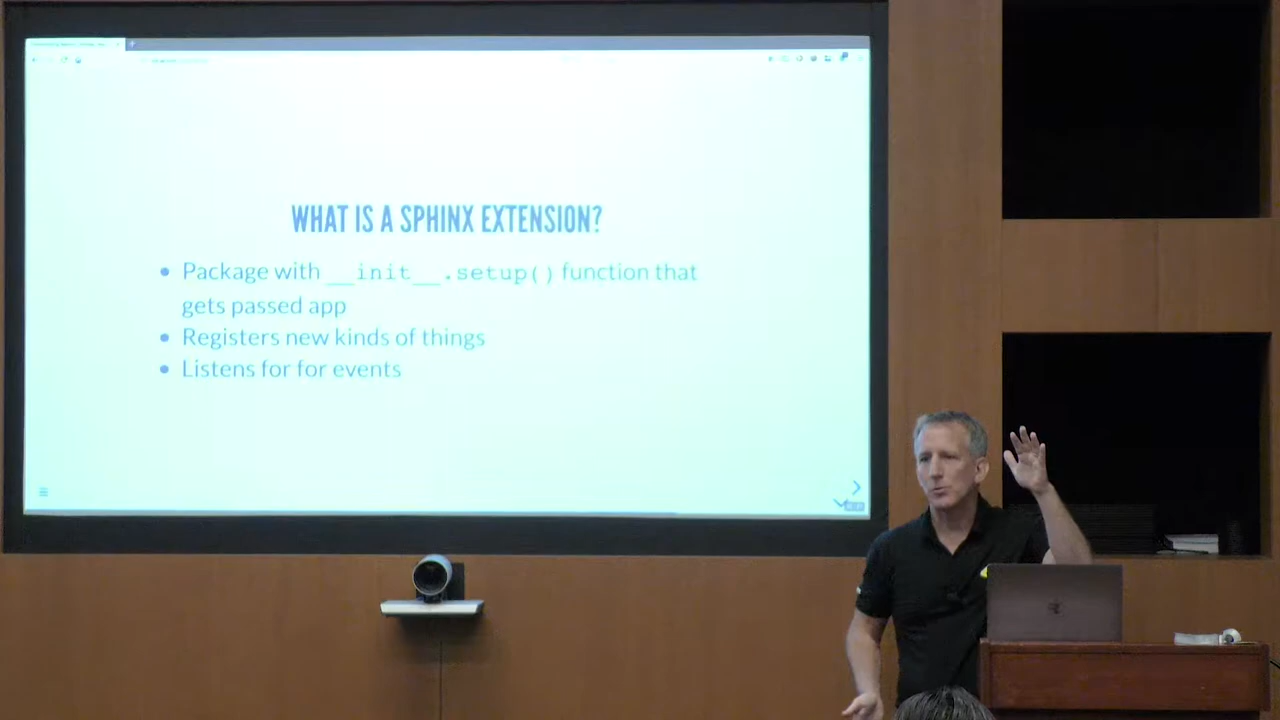 WHAT IS A SPHINX EXTENSION?
Package with __init__.setup() function that
gets passed app
Registers new kinds of things
Listens for for events